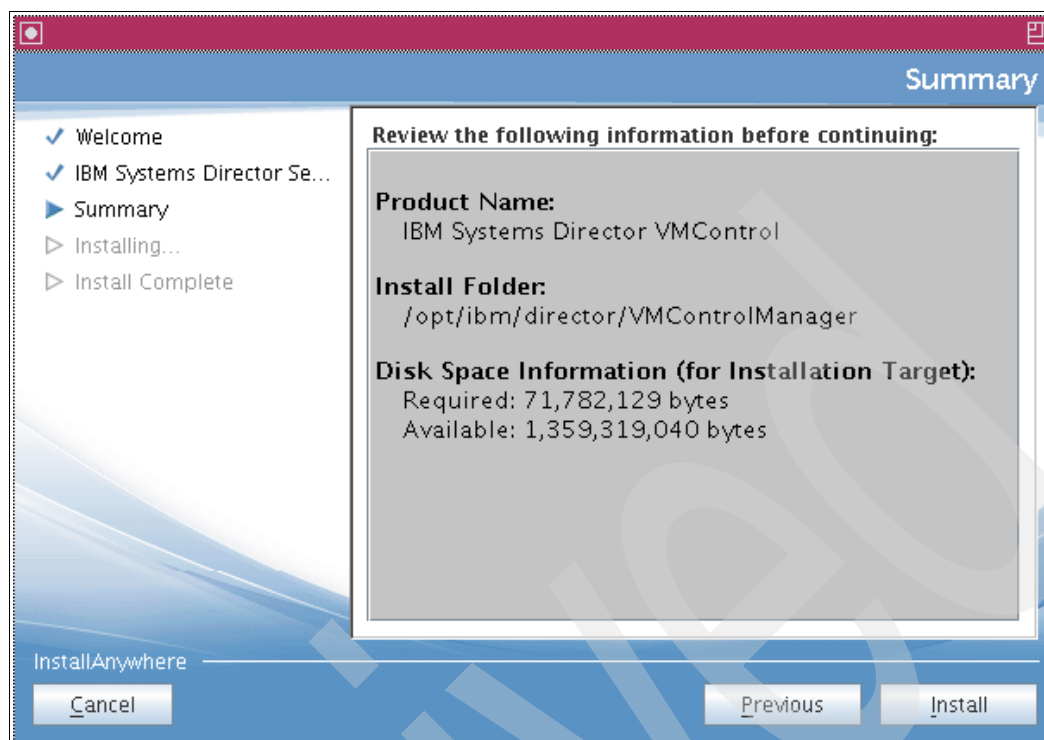 Summary
Welcome
IBM Systems Director Se...
Summary
Installing...
Install Complete
Review the following information before continuing:
Product Name:
IBM Systems Director VMControl
Install Folder:
/opt/ibm/director/VMControlManager
Disk Space Information (for Installation Target):
Required: 71,782,129 bytes
Available: 1,359,319,040 bytes
InstallAnywhere
Cancel
Previous
Install